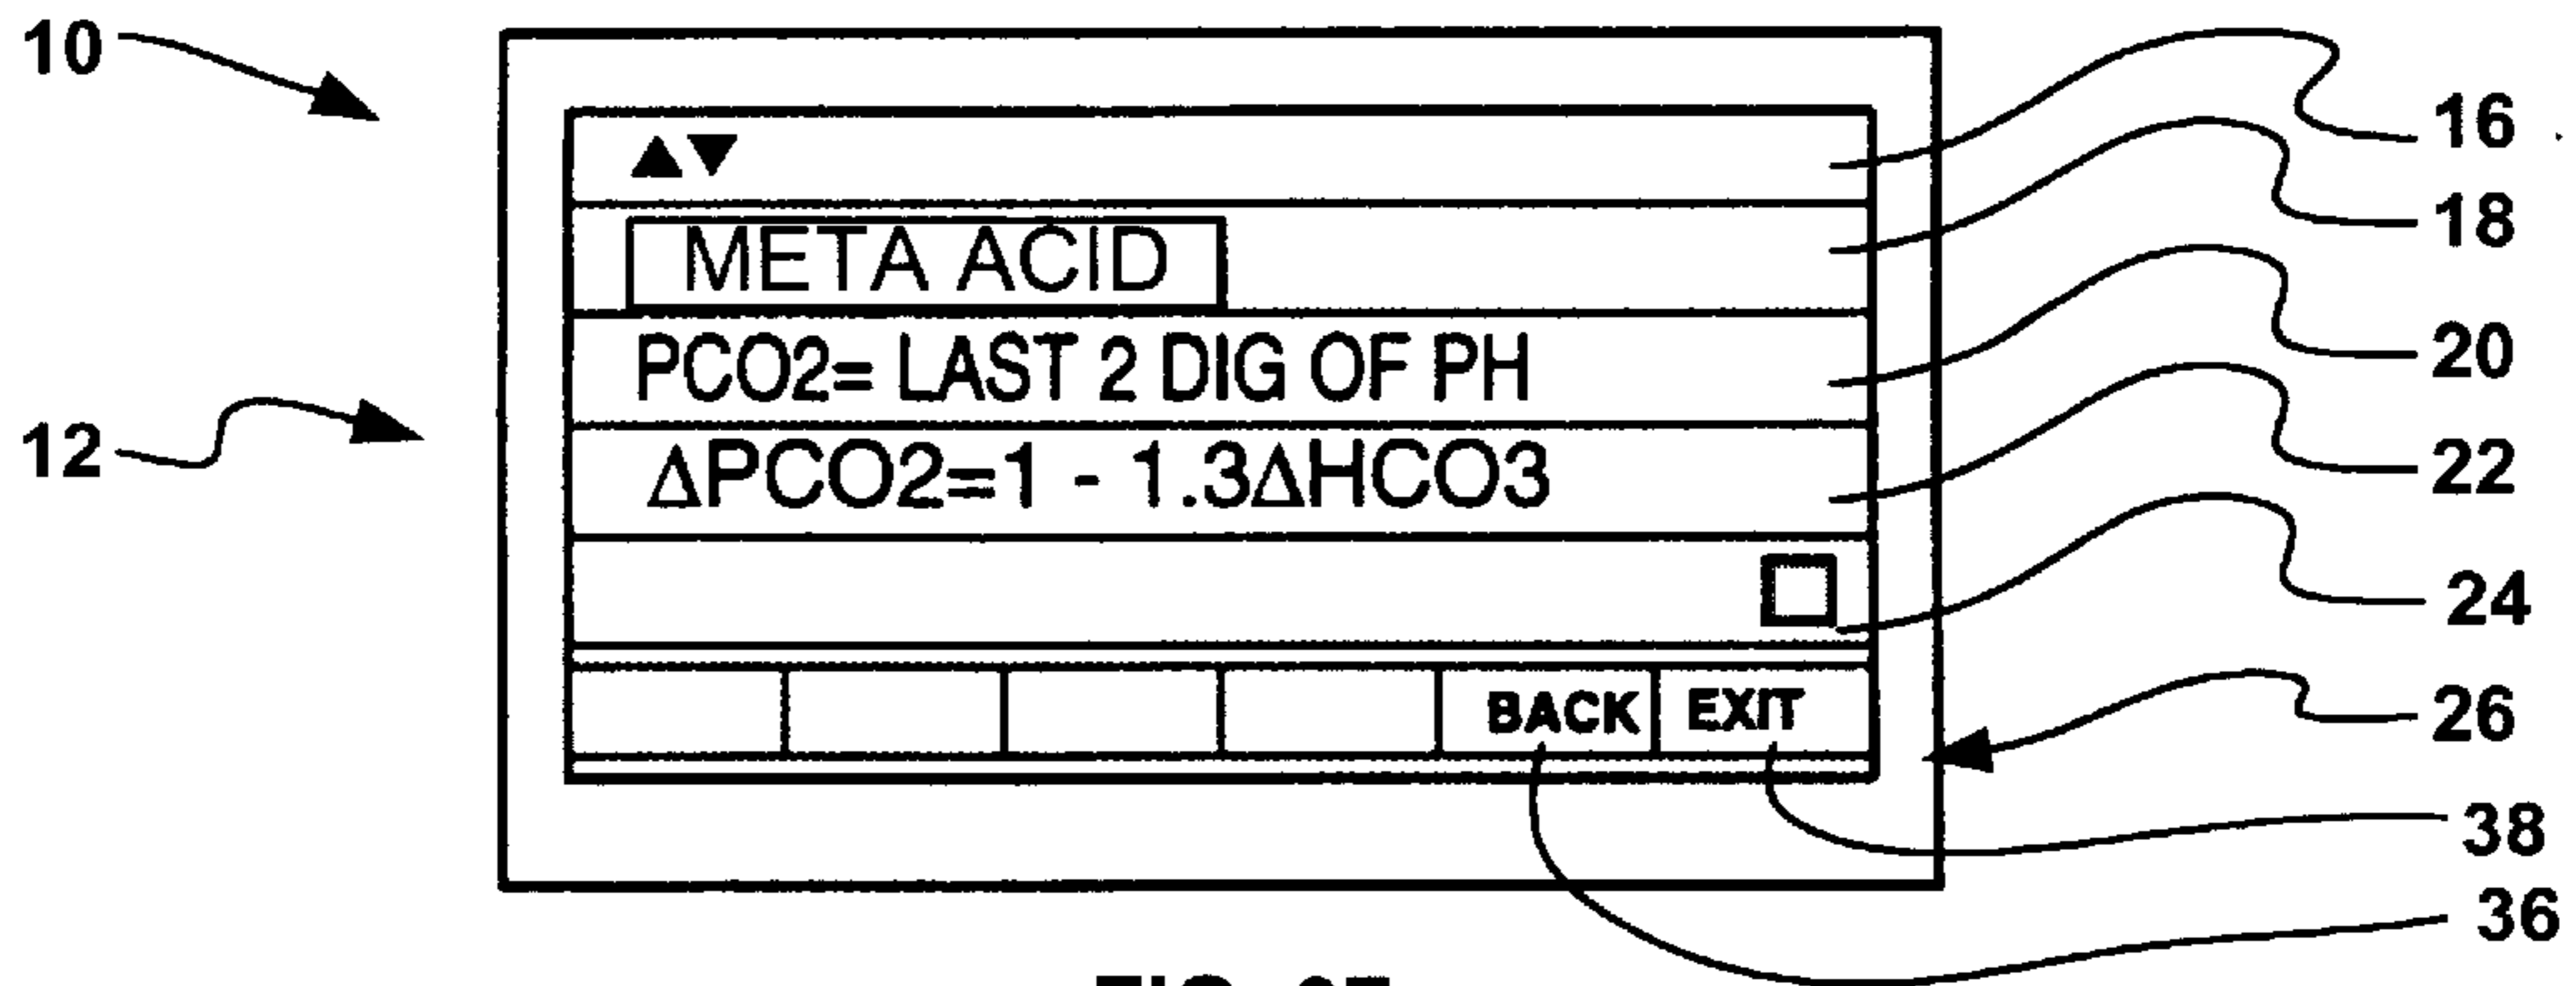 10
16
▲▼
18
META ACID
20
PCO2= LAST 2 DIG OF PH
12
22
ΔPCO2=1 - 1.3ΔHCO3
24
26
BACK EXIT
38
36